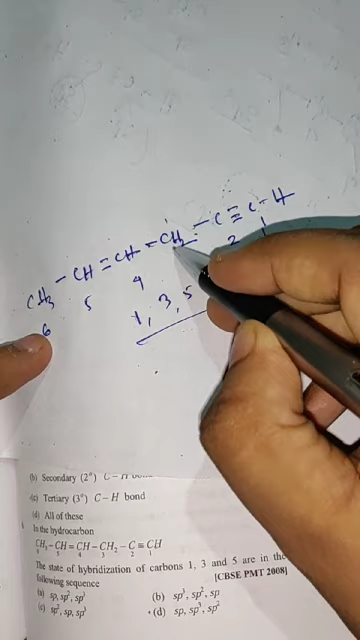 CH3 - CH = CH - CH2 - C ≡ C - H
6 5 4 2 1
1, 3, 5
(b) Secondary (2°) C-H
(c) Tertiary (3°) C-H bond
(d) All of these
In the hydrocarbon
CH3-CH=CH-CH2-C≡CH
6 5 4 3 2 1
The state of hybridization of carbons 1, 3 and 5 are in the
following sequence [CBSE PMT 2008]
(a) sp, sp², sp³ (b) sp³, sp², sp
(c) sp², sp, sp³ (d) sp, sp³, sp²